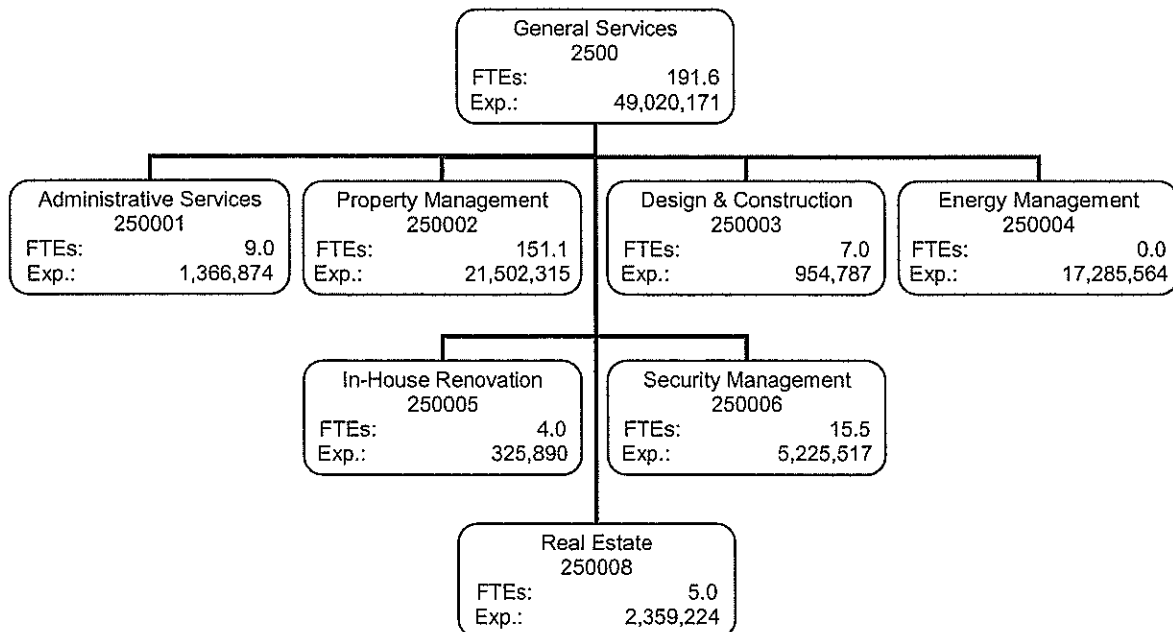 General Services
2500
FTEs: 191.6
Exp.: 49,020,171
Administrative Services
250001
FTEs: 9.0
Exp.: 1,366,874
Property Management
250002
FTEs: 151.1
Exp.: 21,502,315
Design & Construction
250003
FTEs: 7.0
Exp.: 954,787
Energy Management
250004
FTEs: 0.0
Exp.: 17,285,564
In-House Renovation
250005
FTEs: 4.0
Exp.: 325,890
Security Management
250006
FTEs: 15.5
Exp.: 5,225,517
Real Estate
250008
FTEs: 5.0
Exp.: 2,359,224